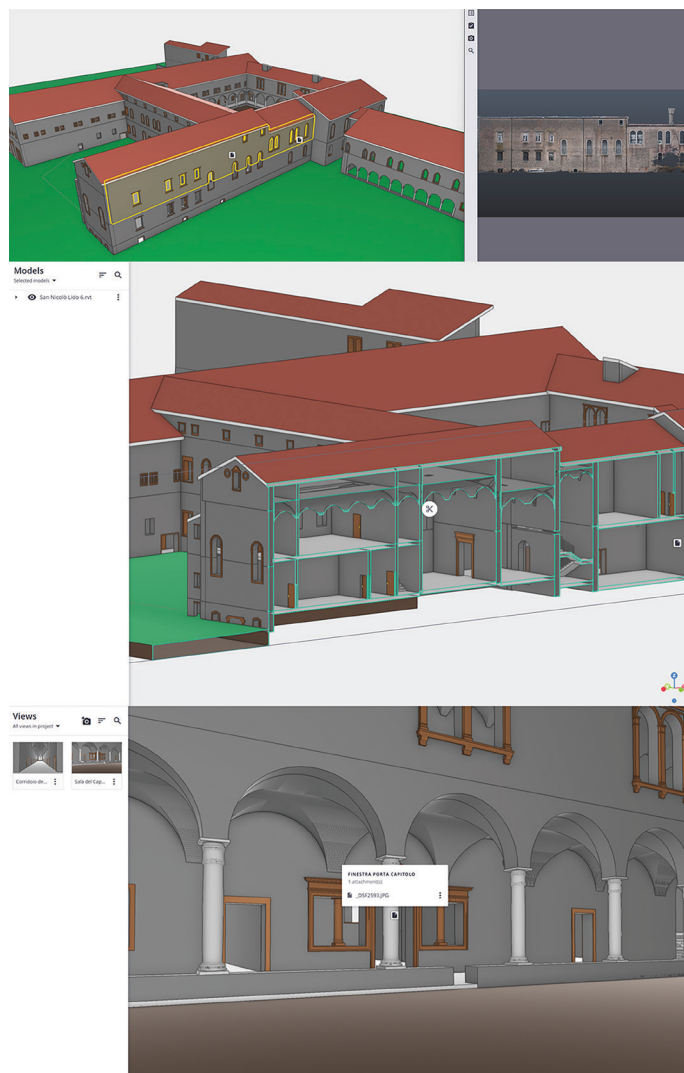 Models
Selected models
San Nicolò Lido 6.rvt
Views
All views in project
Corridoio de...
Sala del Cap...
FINESTRA PORTA CAPITOLO
1 attachment(s)
_DSF2593.JPG
Z